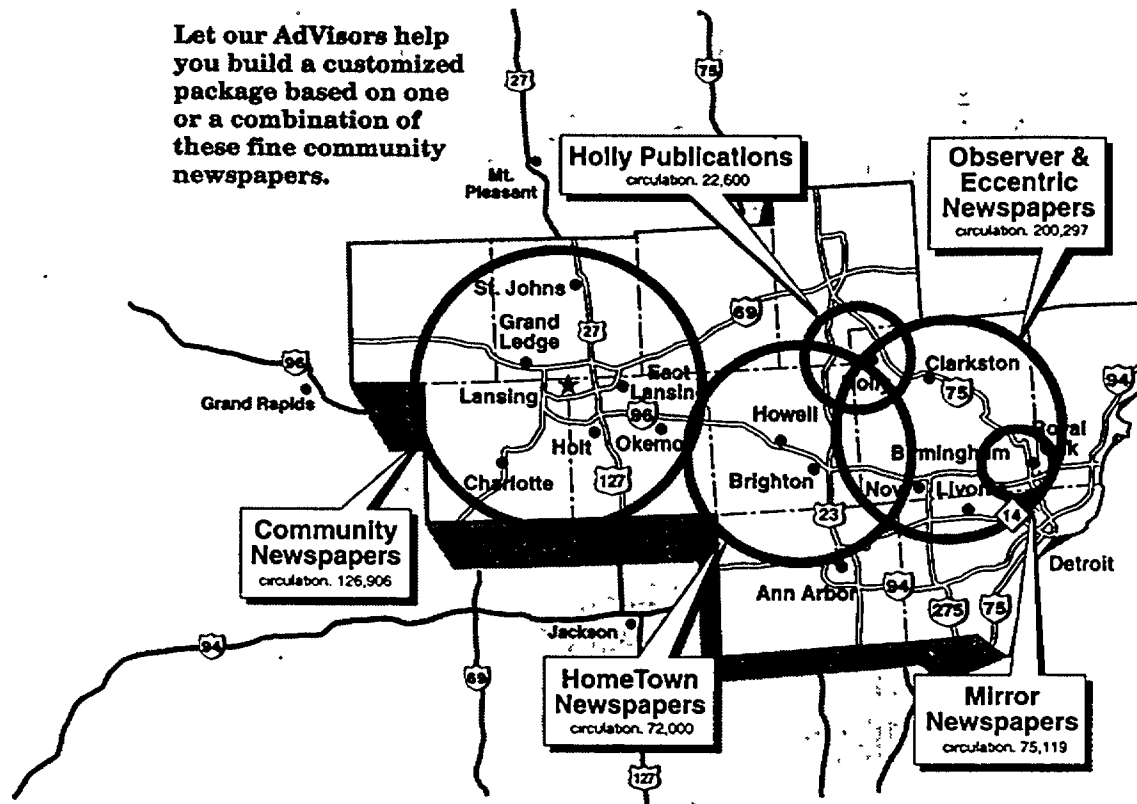 Let our AdVisors help
you build a customized
package based on one
or a combination of
these fine community
newspapers.
27
75
Mt.
Pleasant
Holly Publications
circulation. 22,600
Observer &
Eccentric
Newspapers
circulation. 200,297
St. Johns
Grand
Ledge
27
69
Clarkston
75
94
96
Grand Rapids
Lansing
East
Lansing
96
Howell
Holt
Charlotte
127
Brighton
Birmingham
Royal
23
14
Detroit
Community
Newspapers
circulation. 126,906
Ann Arbor
94
275
75
Jackson
94
69
HomeTown
Newspapers
circulation. 72,000
Mirror
Newspapers
circulation. 75,119
127